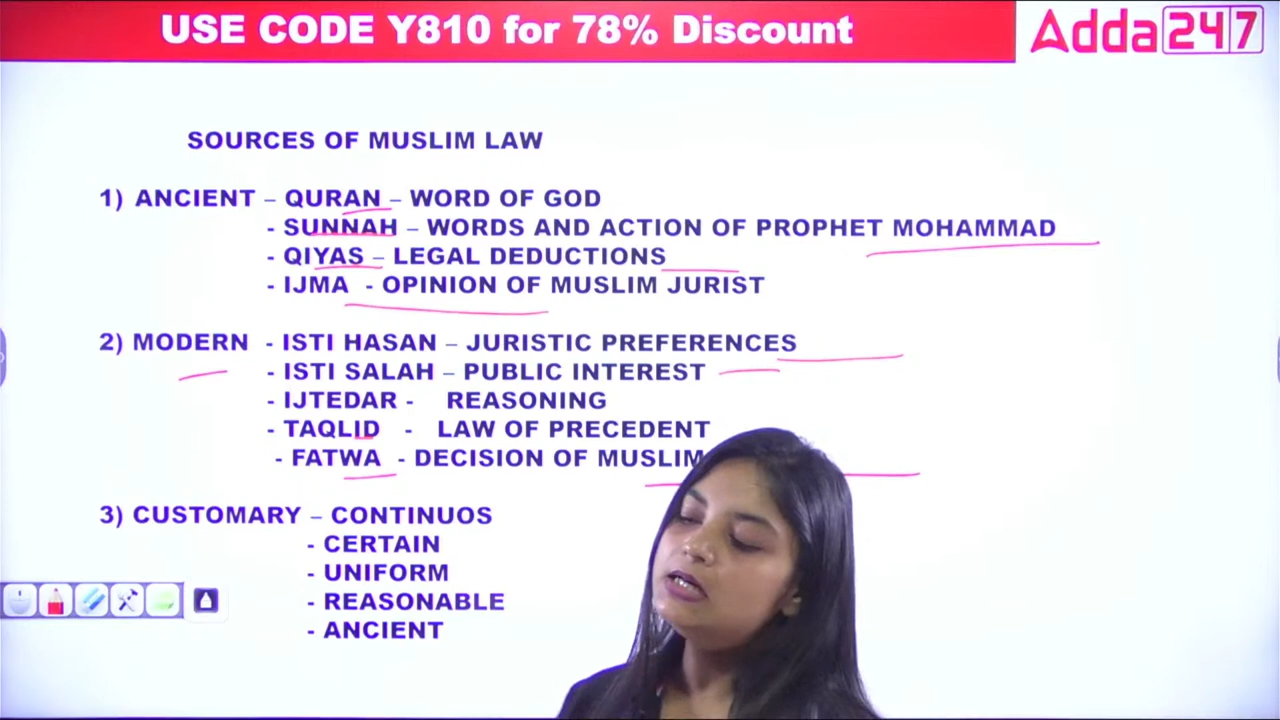 USE CODE Y810 for 78% Discount
Adda247
SOURCES OF MUSLIM LAW
1) ANCIENT – QURAN – WORD OF GOD
- SUNNAH – WORDS AND ACTION OF PROPHET MOHAMMAD
- QIYAS – LEGAL DEDUCTIONS
- IJMA - OPINION OF MUSLIM JURIST
2) MODERN - ISTI HASAN – JURISTIC PREFERENCES
- ISTI SALAH – PUBLIC INTEREST
- IJTEDAR - REASONING
- TAQLID - LAW OF PRECEDENT
- FATWA - DECISION OF MUSLIM
3) CUSTOMARY – CONTINUOS
- CERTAIN
- UNIFORM
- REASONABLE
- ANCIENT